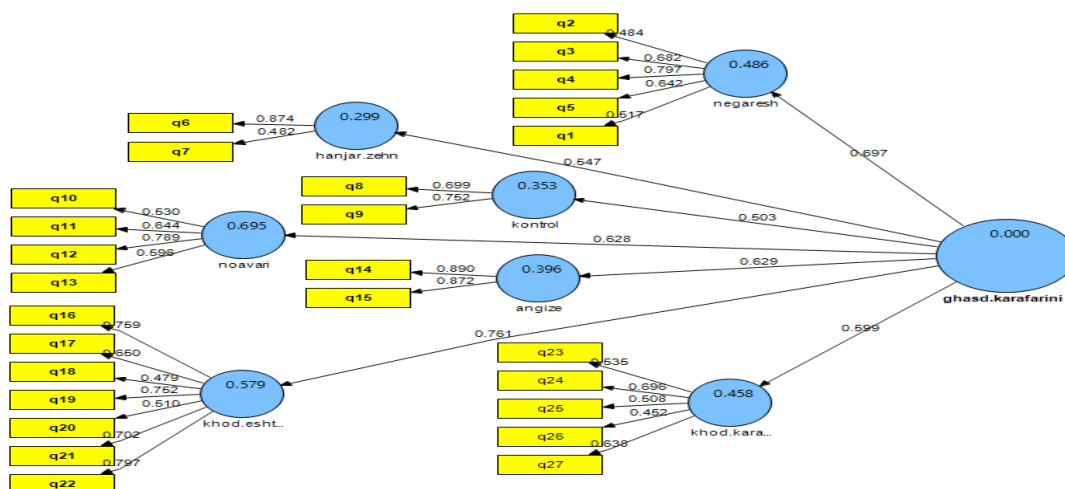 q2
q3
q4
q5
q1
0.484
0.682
0.797
0.642
0.517
0.486
negaresh
0.697
q6
q7
0.874
0.482
0.299
hanjar.zehn
0.547
q8
q9
0.699
0.752
0.353
kontrol
0.503
q10
q11
q12
q13
0.530
0.644
0.789
0.596
0.695
noavari
0.628
q14
q15
0.890
0.872
0.396
angize
0.629
0.000
ghasd.karafarini
q16
q17
q18
q19
q20
q21
q22
0.759
0.650
0.479
0.752
0.510
0.702
0.797
0.579
khod.esht...
0.761
q23
q24
q25
q26
q27
0.535
0.696
0.508
0.452
0.638
0.458
khod.kara...
0.599